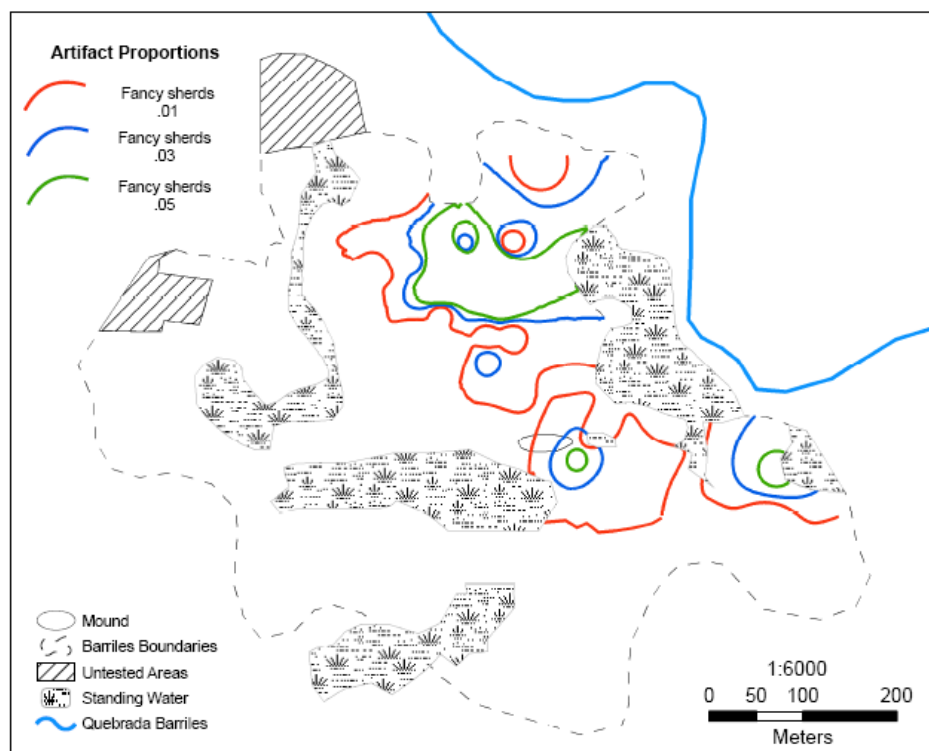 Artifact Proportions
Fancy sherds
.01
Fancy sherds
.03
Fancy sherds
.05
Mound
Barriles Boundaries
Untested Areas
Standing Water
Quebrada Barriles
1:6000
0 50 100 200
Meters